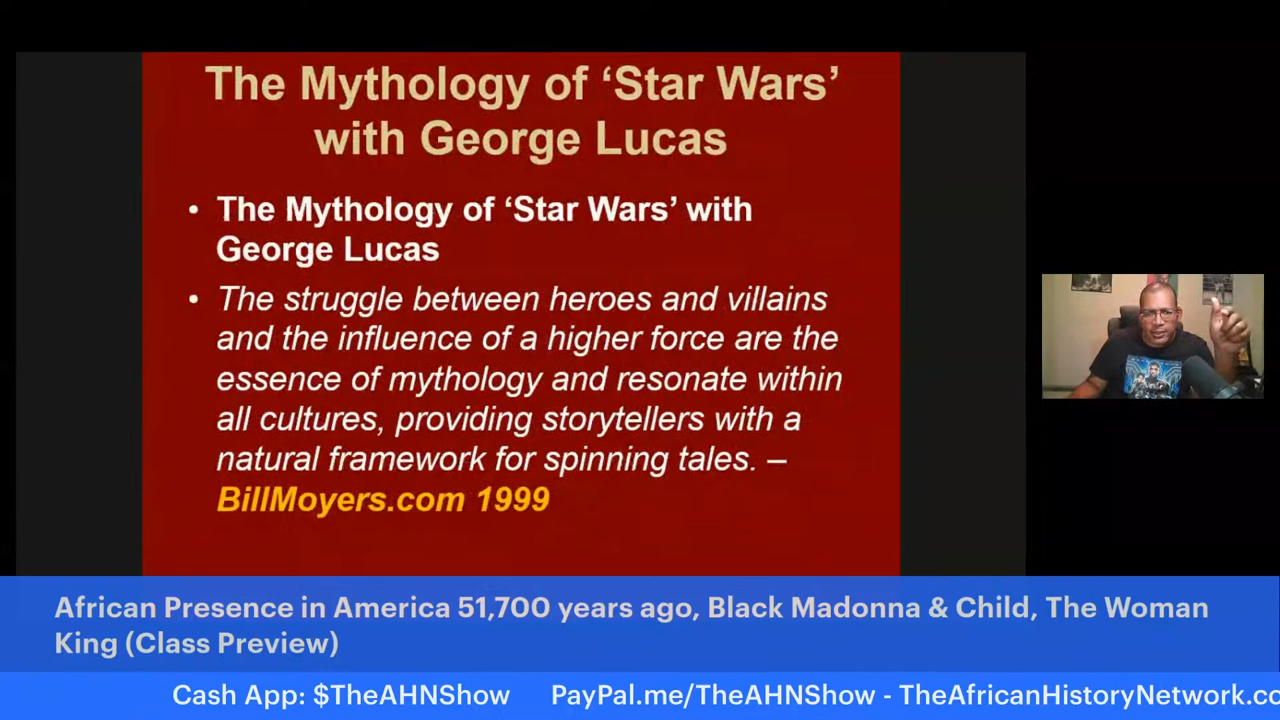 The Mythology of ‘Star Wars’
with George Lucas
• The Mythology of ‘Star Wars’ with
George Lucas
• The struggle between heroes and villains
and the influence of a higher force are the
essence of mythology and resonate within
all cultures, providing storytellers with a
natural framework for spinning tales. –
BillMoyers.com 1999
African Presence in America 51,700 years ago, Black Madonna & Child, The Woman
King (Class Preview)
Cash App: $TheAHNShow PayPal.me/TheAHNShow - TheAfricanHistoryNetwork.co